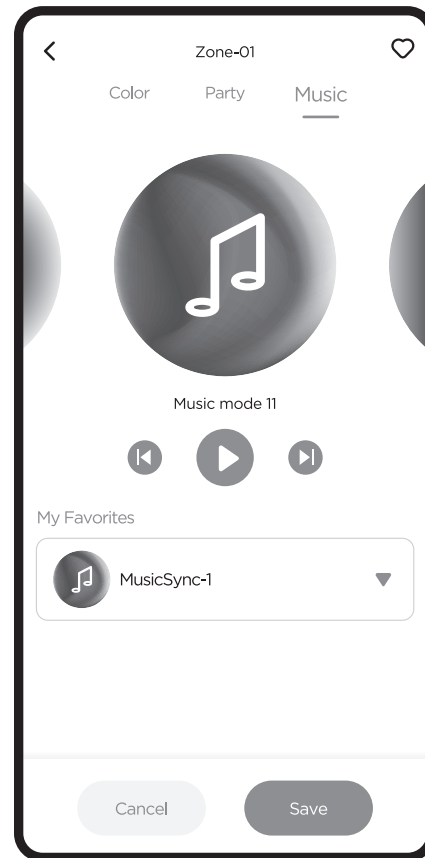 Zone-01
Color Party Music
Music mode 11
My Favorites
MusicSync-1
Cancel Save